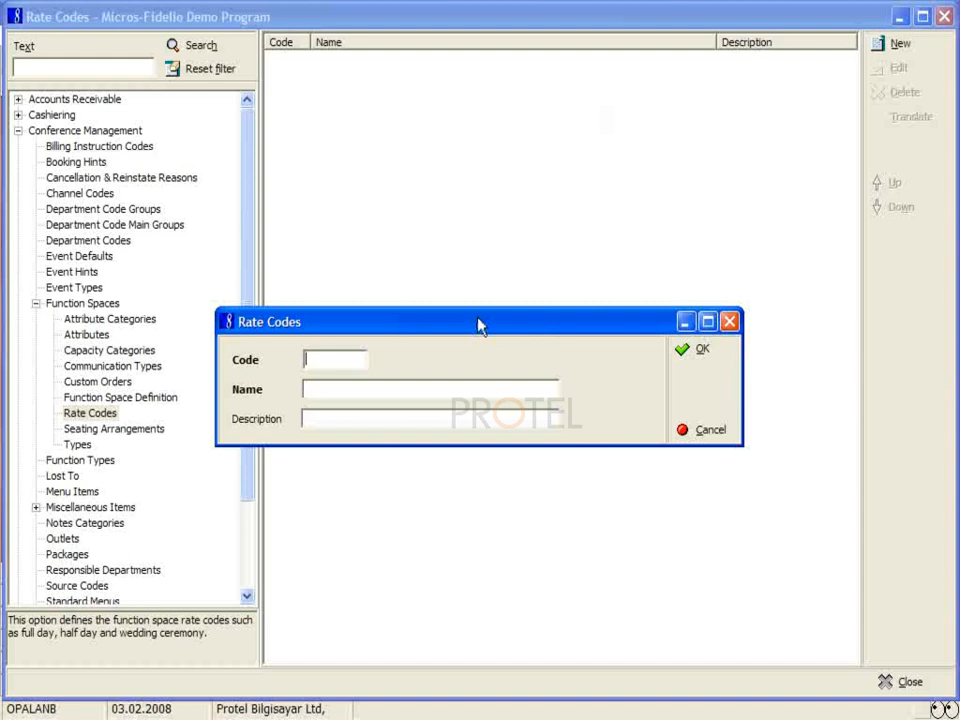 Rate Codes - Micros-Fidelio Demo Program
Text
Search
Reset filter
Accounts Receivable
Cashiering
Conference Management
Billing Instruction Codes
Booking Hints
Cancellation & Reinstate Reasons
Channel Codes
Department Code Groups
Department Code Main Groups
Department Codes
Event Defaults
Event Hints
Event Types
Function Spaces
Attribute Categories
Attributes
Capacity Categories
Communication Types
Custom Orders
Function Space Definition
Rate Codes
Seating Arrangements
Types
Function Types
Lost To
Menu Items
Miscellaneous Items
Notes Categories
Outlets
Packages
Responsible Departments
Source Codes
Standard Menus
This option defines the function space rate codes such
as full day, half day and wedding ceremony.
Code Name Description
New
Edit
Delete
Translate
Up
Down
Rate Codes
Code
Name
Description
OK
Cancel
PROTEL
Close
OPALANB 03.02.2008 Protel Bilgisayar Ltd,